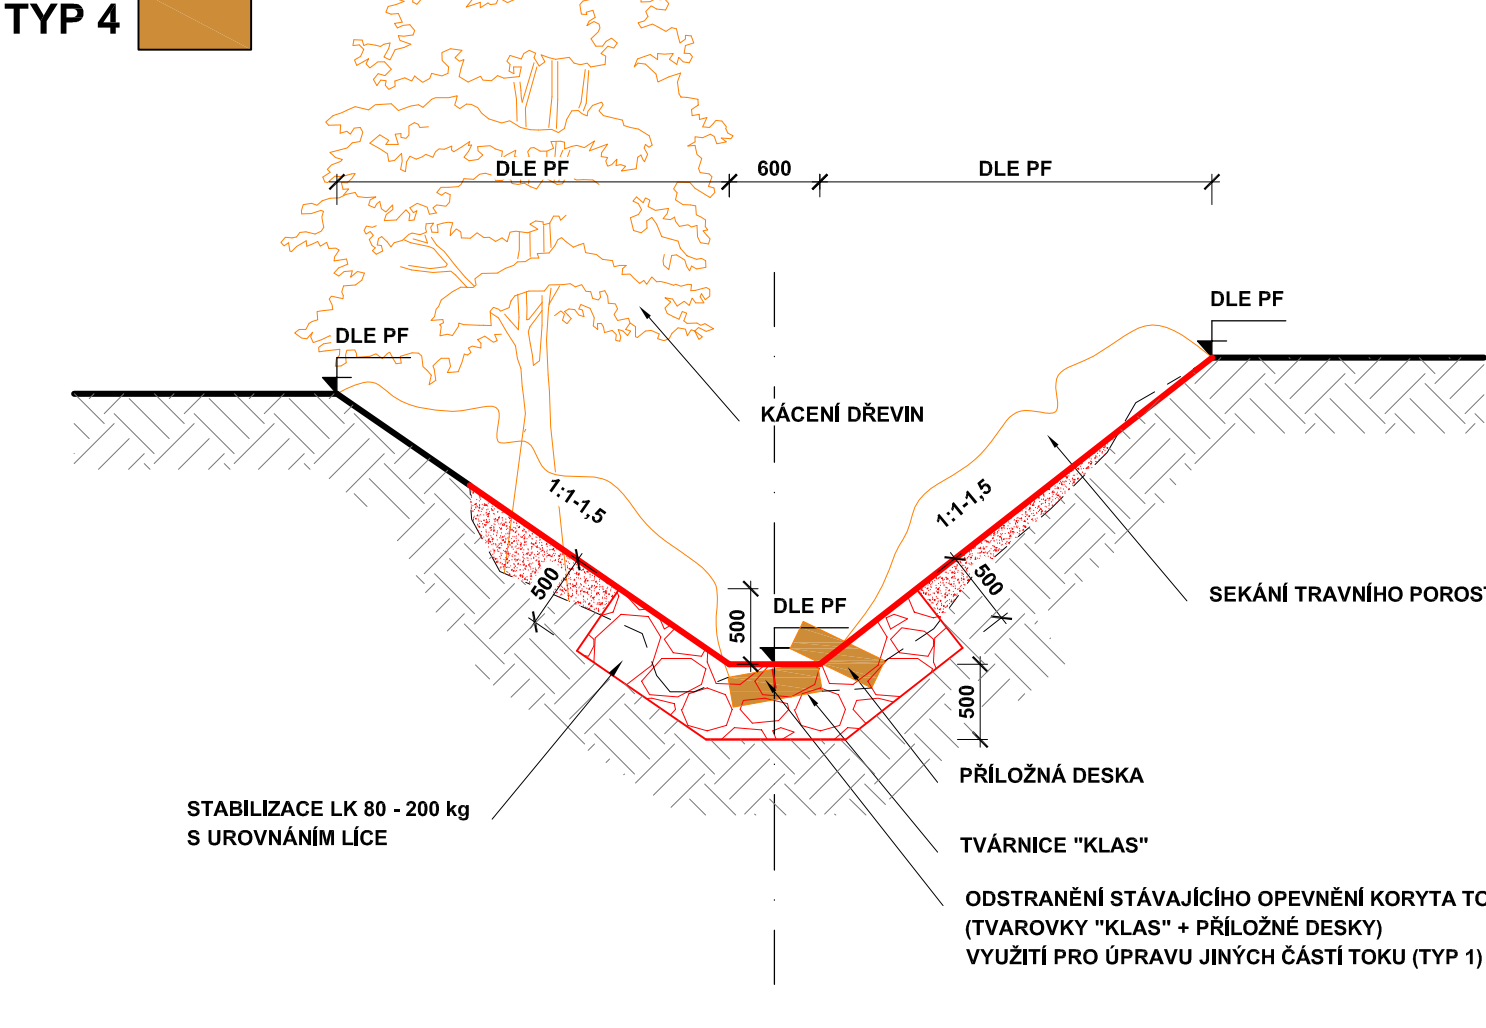 TYP 4
DLE PF
600
DLE PF
DLE PF
DLE PF
KÁCENÍ DŘEVIN
1:1-1,5
1:1-1,5
500
500
SEKÁNÍ TRAVNÍHO POROST
500
DLE PF
500
PŘÍLOŽNÁ DESKA
STABILIZACE LK 80 - 200 kg
S UROVNÁNÍM LÍCE
TVÁRNICE "KLAS"
ODSTRANĚNÍ STÁVAJÍCÍHO OPEVNĚNÍ KORYTA TO
(TVAROVKY "KLAS" + PŘÍLOŽNÉ DESKY)
VYUŽITÍ PRO ÚPRAVU JINÝCH ČÁSTÍ TOKU (TYP 1)